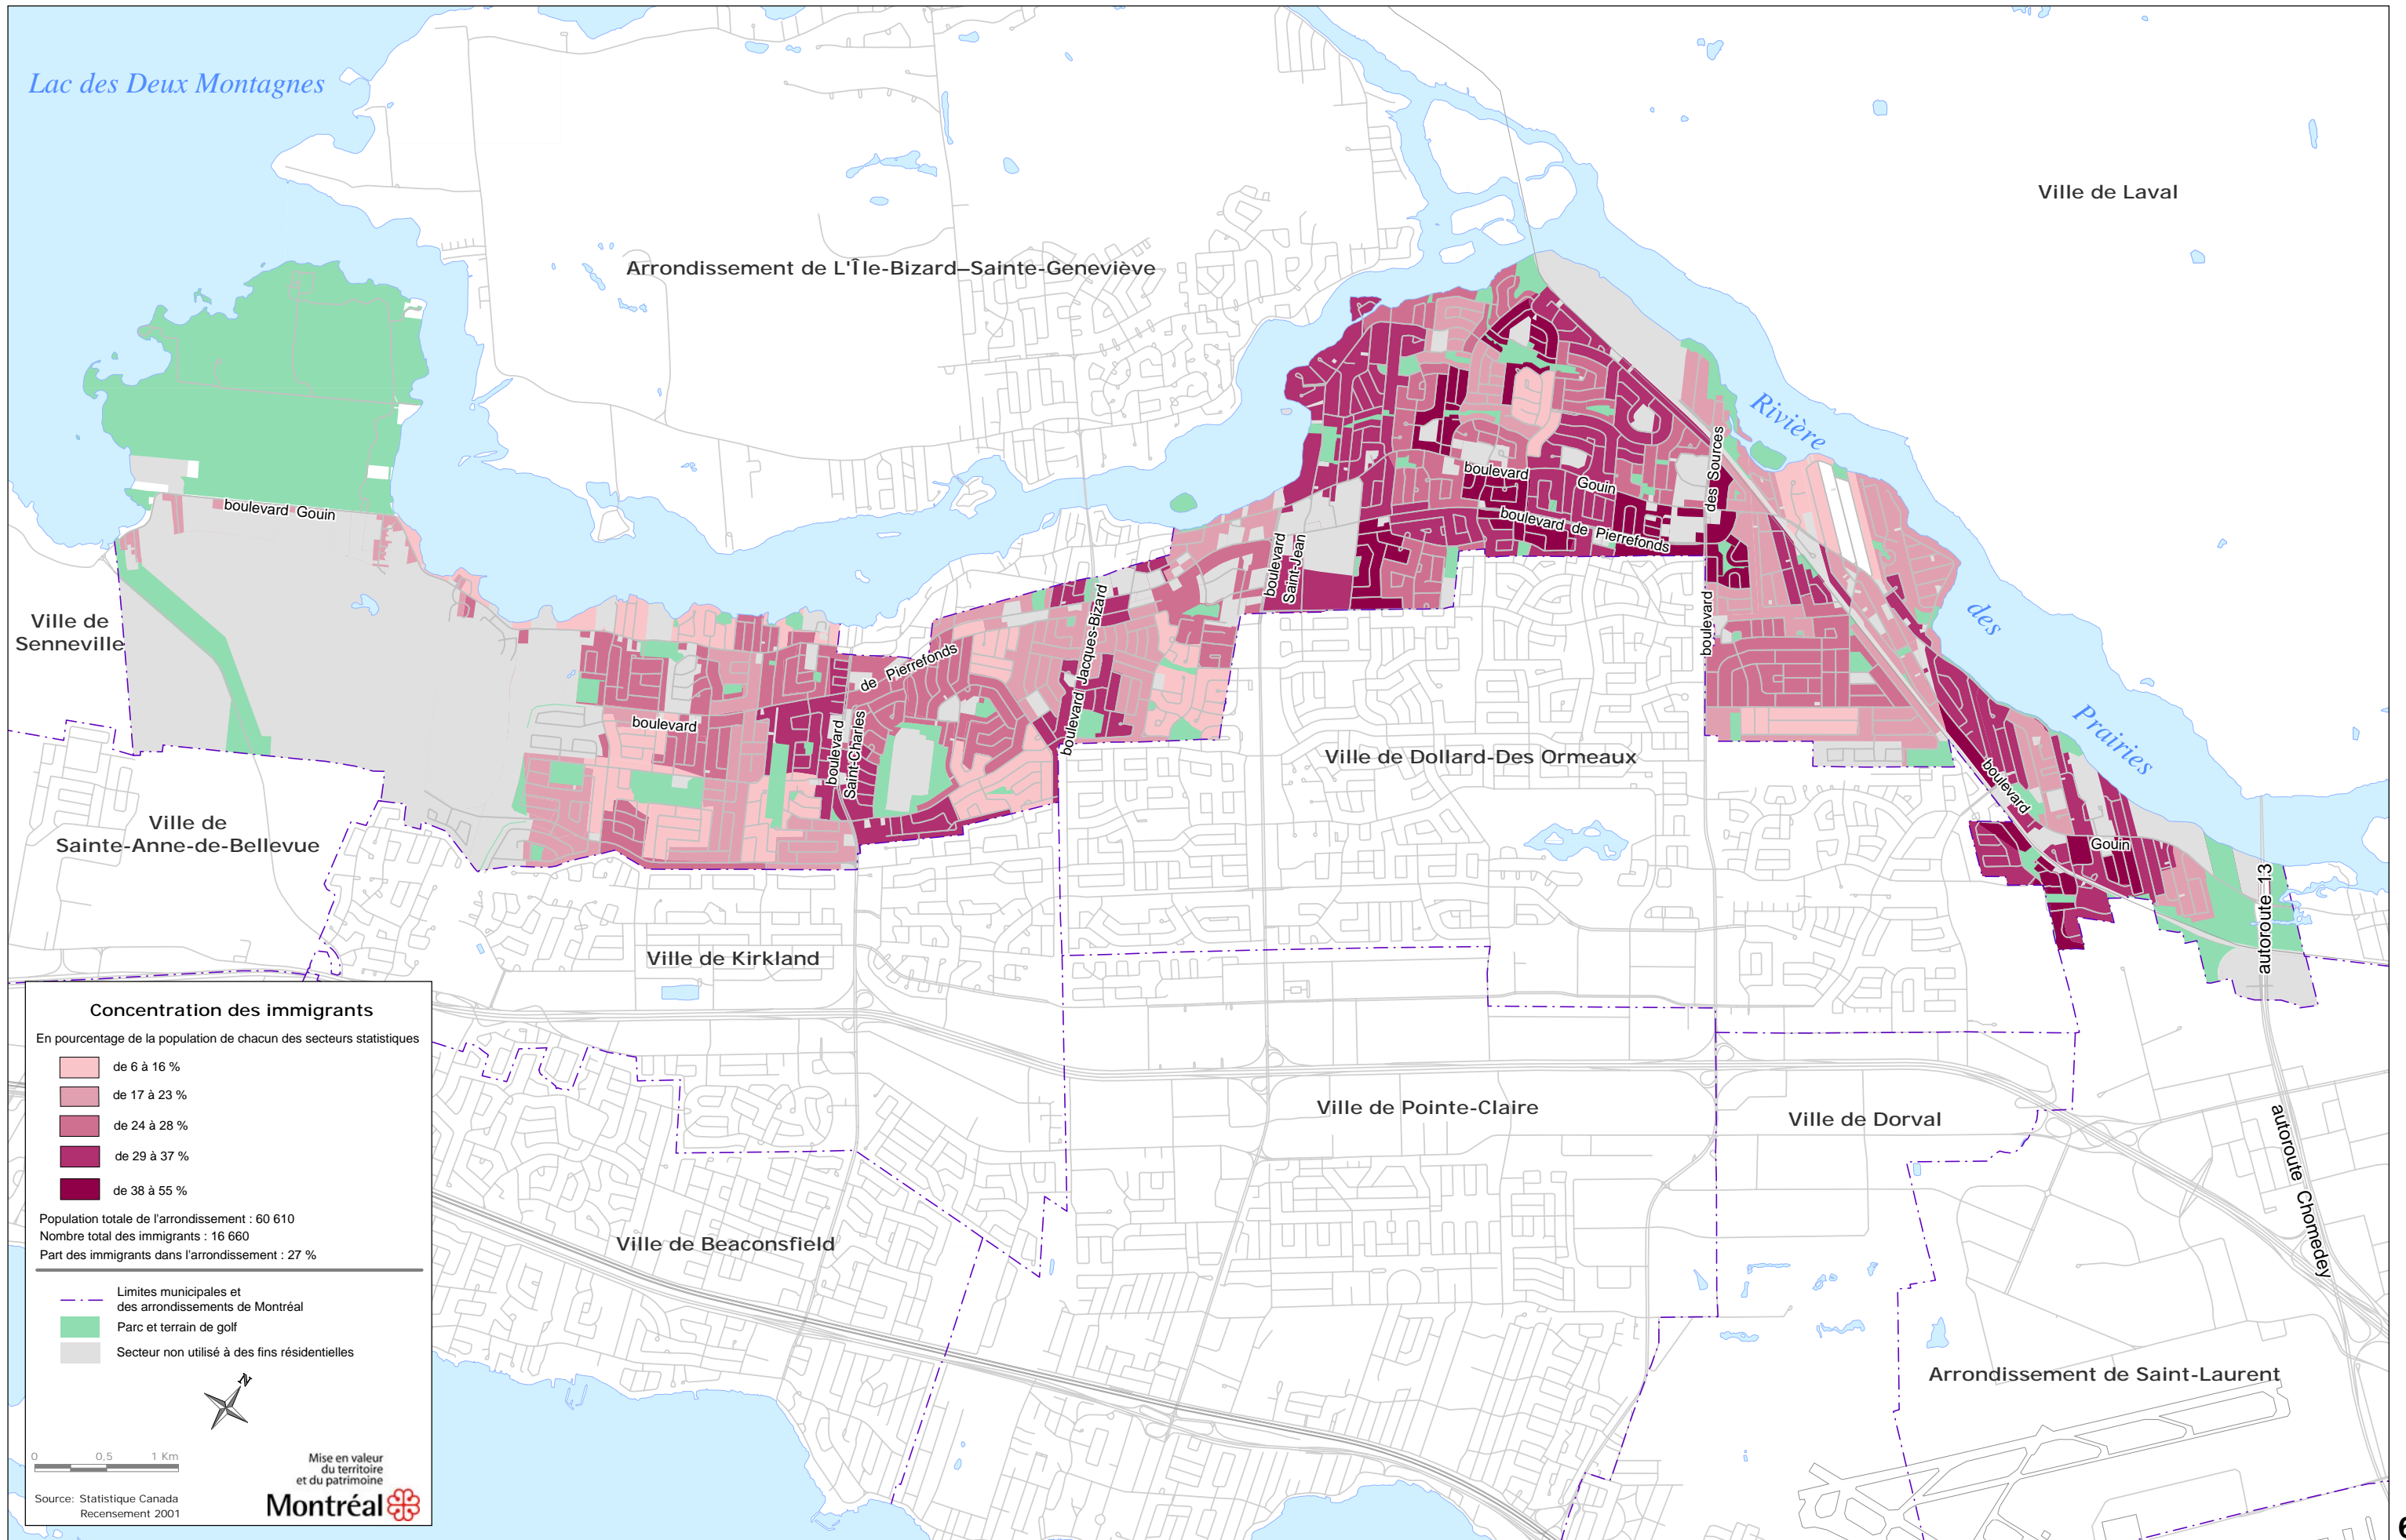 Lac des Deux Montagnes
Ville de Laval
Arrondissement de L'Île-Bizard–Sainte-Geneviève
Rivière
des
Prairies
boulevard Gouin
boulevard
Gouin
boulevard de Pierrefonds
des Sources
boulevard
boulevard
Saint-Jean
boulevard Jacques-Bizard
de Pierrefonds
boulevard
boulevard
Saint-Charles
Ville de
Senneville
Ville de
Sainte-Anne-de-Bellevue
Ville de Dollard-Des Ormeaux
boulevard
Gouin
autoroute 13
Ville de Kirkland
Ville de Pointe-Claire
Ville de Dorval
autoroute Chomedey
Ville de Beaconsfield
Arrondissement de Saint-Laurent
Concentration des immigrants
En pourcentage de la population de chacun des secteurs statistiques
de 6 à 16 %
de 17 à 23 %
de 24 à 28 %
de 29 à 37 %
de 38 à 55 %
Population totale de l'arrondissement : 60 610
Nombre total des immigrants : 16 660
Part des immigrants dans l'arrondissement : 27 %
Limites municipales et
des arrondissements de Montréal
Parc et terrain de golf
Secteur non utilisé à des fins résidentielles
N
0 0,5 1 Km
Mise en valeur
du territoire
et du patrimoine
Montréal
Source: Statistique Canada
Recensement 2001